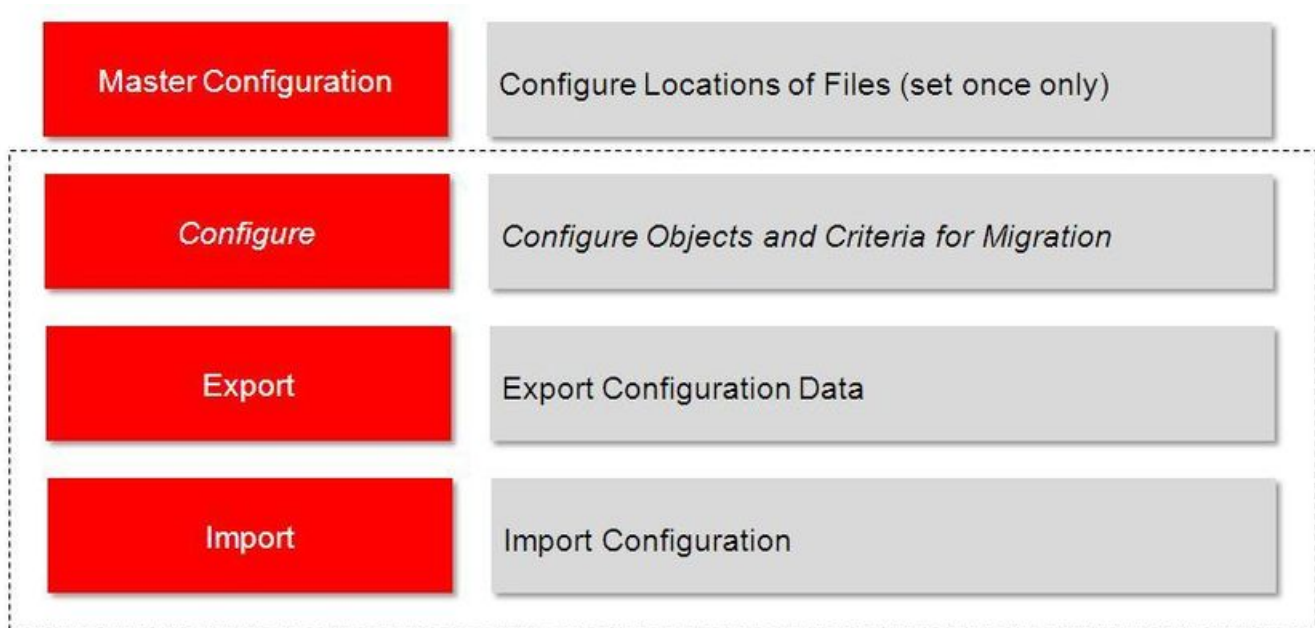 Master Configuration
Configure Locations of Files (set once only)
Configure
Configure Objects and Criteria for Migration
Export
Export Configuration Data
Import
Import Configuration